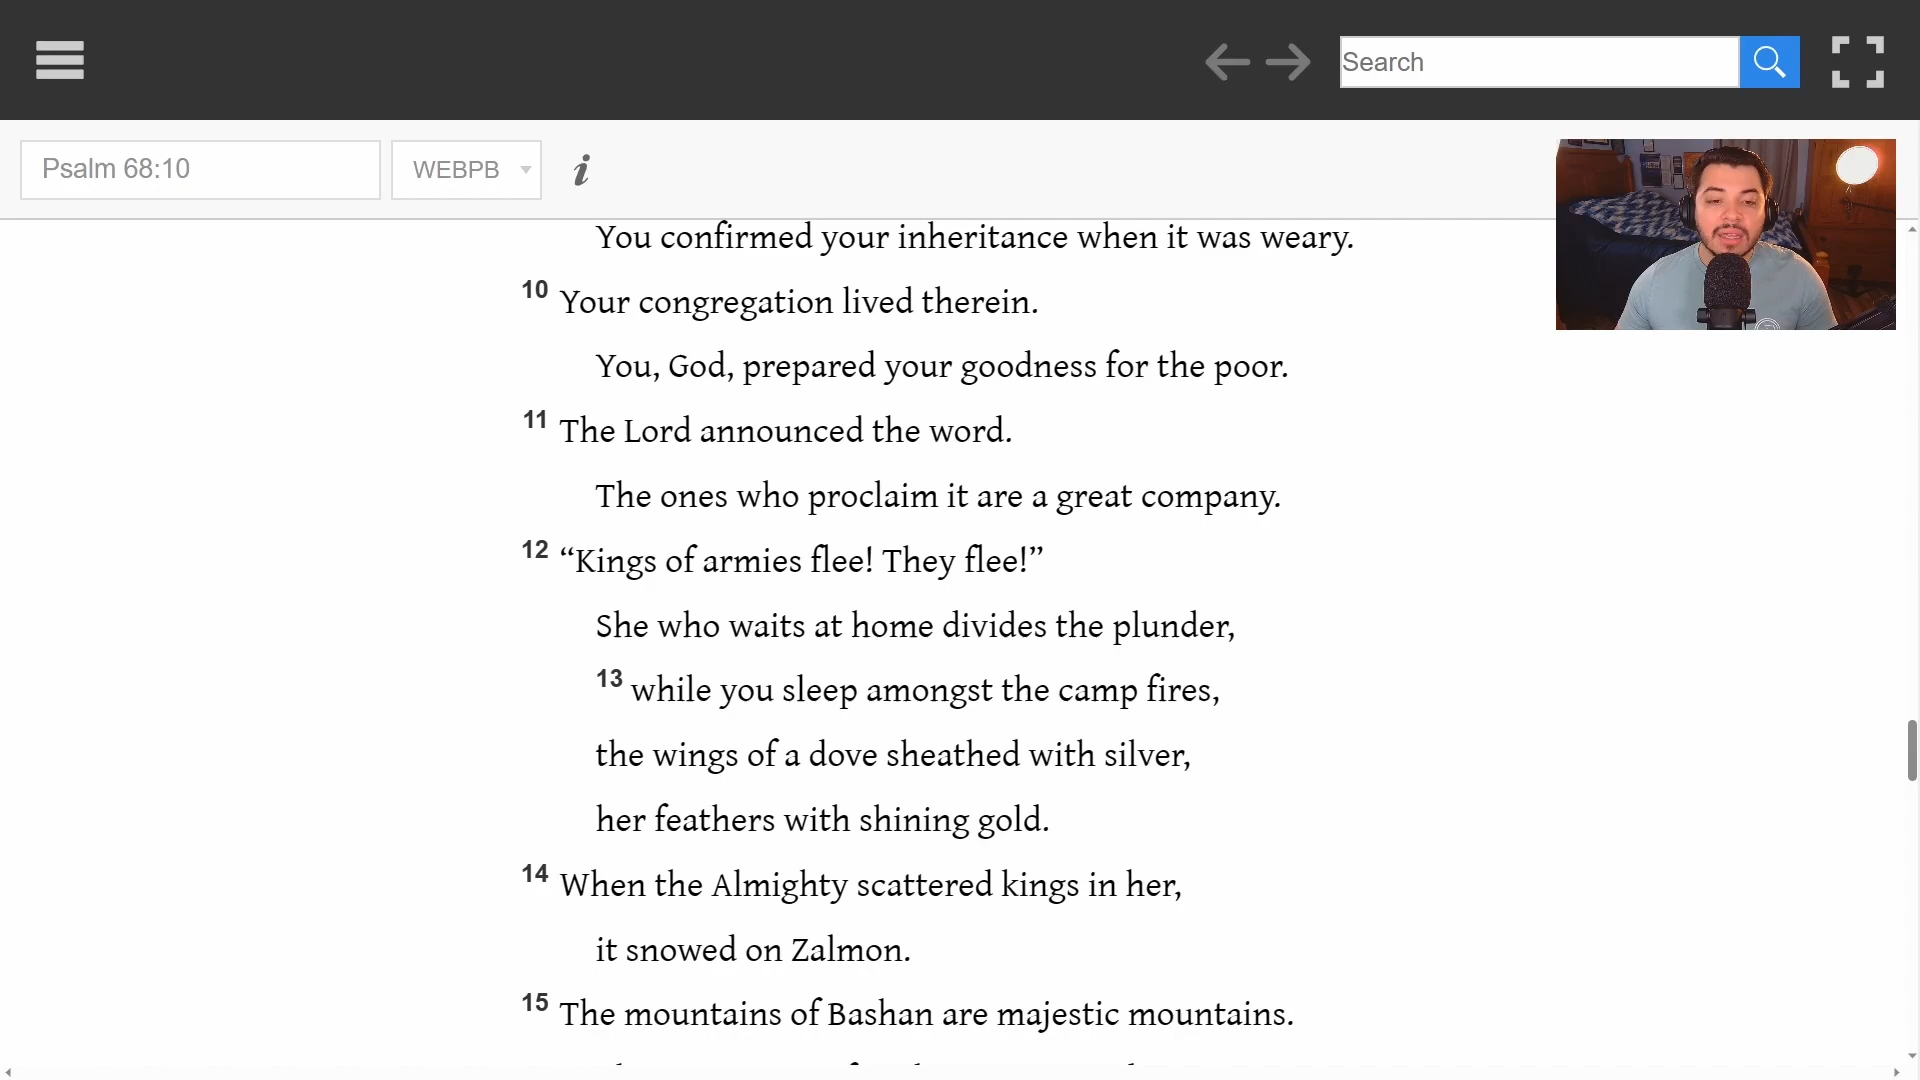 Search
Psalm 68:10
WEBPB
i
You confirmed your inheritance when it was weary.
10 Your congregation lived therein.
You, God, prepared your goodness for the poor.
11 The Lord announced the word.
The ones who proclaim it are a great company.
12 “Kings of armies flee! They flee!”
She who waits at home divides the plunder,
13 while you sleep amongst the camp fires,
the wings of a dove sheathed with silver,
her feathers with shining gold.
14 When the Almighty scattered kings in her,
it snowed on Zalmon.
15 The mountains of Bashan are majestic mountains.